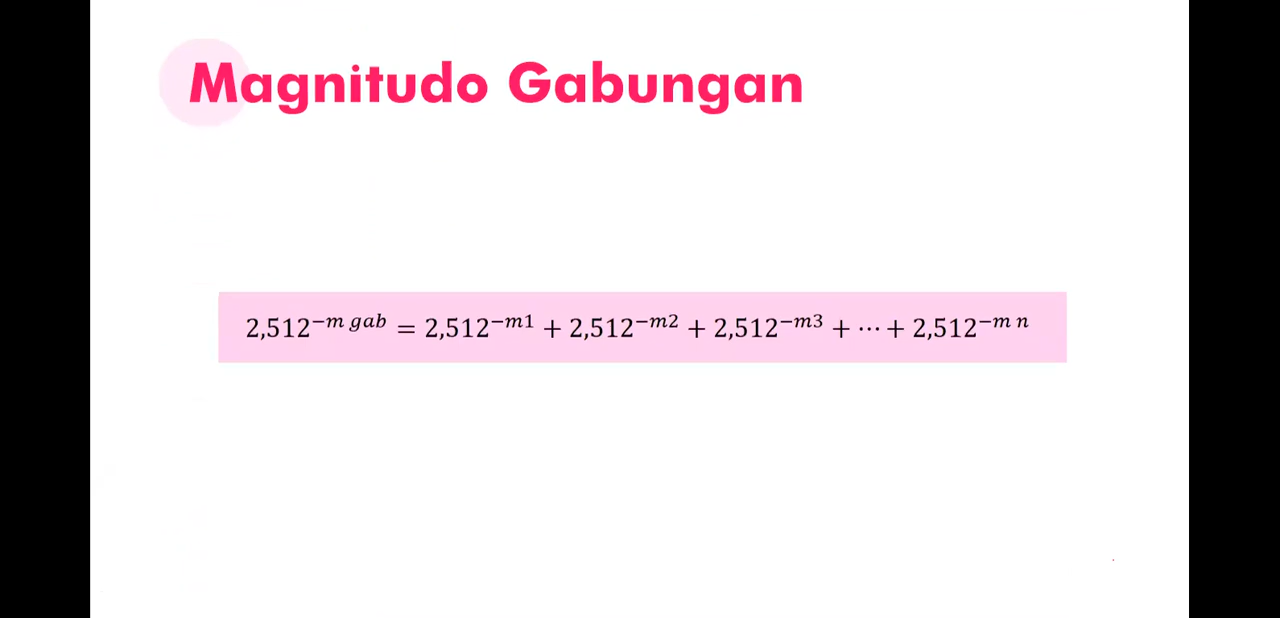 Magnitudo Gabungan
2,512^{−m gab} = 2,512^{−m1} + 2,512^{−m2} + 2,512^{−m3} + ⋯ + 2,512^{−m n}